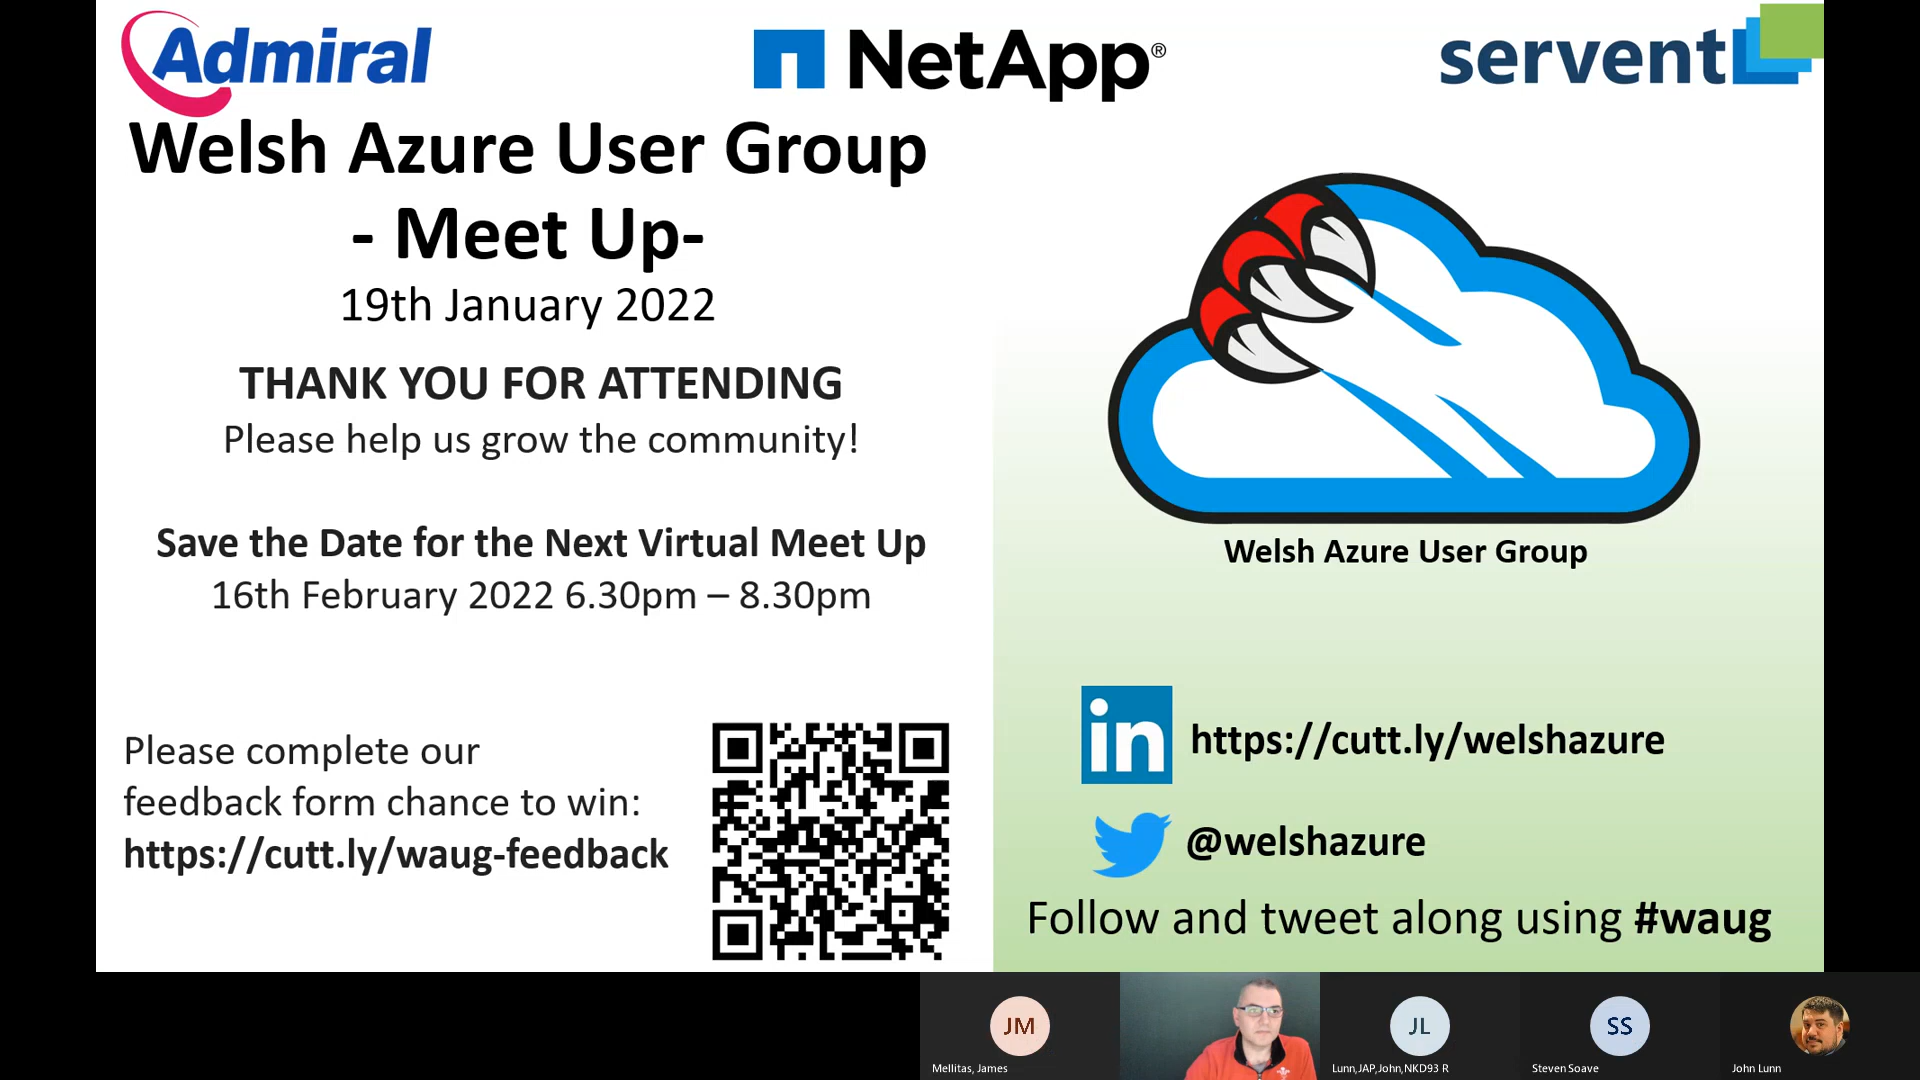 Admiral
NetApp®
servent
Welsh Azure User Group
- Meet Up-
19th January 2022
THANK YOU FOR ATTENDING
Please help us grow the community!
Save the Date for the Next Virtual Meet Up
16th February 2022 6.30pm – 8.30pm
Please complete our
feedback form chance to win:
https://cutt.ly/waug-feedback
Welsh Azure User Group
in
https://cutt.ly/welshazure
@welshazure
Follow and tweet along using #waug
JM
JL
SS
Mellitas, James
Lunn,JAP,John,NKD93 R
Steven Soave
John Lunn